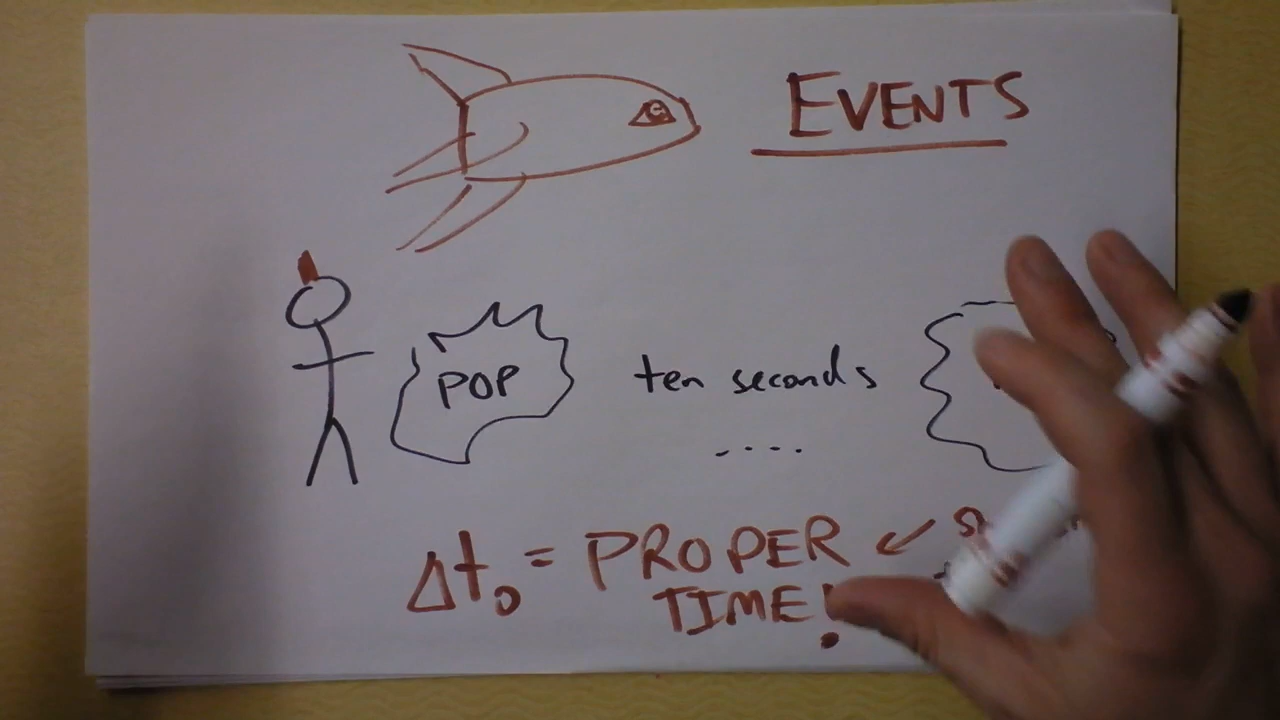 EVENTS
POP
ten seconds
....
Δt₀ = PROPER
TIME!